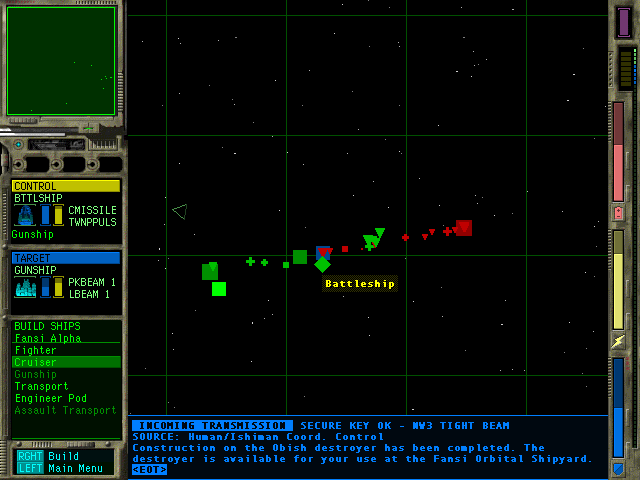 CONTROL
BTTLSHIP
CMISSILE
TWNPPULS
Gunship
TARGET
GUNSHIP
PKBEAM 1
LBEAM 1
BUILD SHIPS
Fansi Alpha
Fighter
Cruiser
Gunship
Transport
Engineer Pod
Assault Transport
RGHT Build
LEFT Main Menu
Battleship
INCOMING TRANSMISSION SECURE KEY OK - NW3 TIGHT BEAM
SOURCE: Human/Ishiman Coord. Control
Construction on the Obish destroyer has been completed. The
destroyer is available for your use at the Fansi Orbital Shipyard.
<EOT>